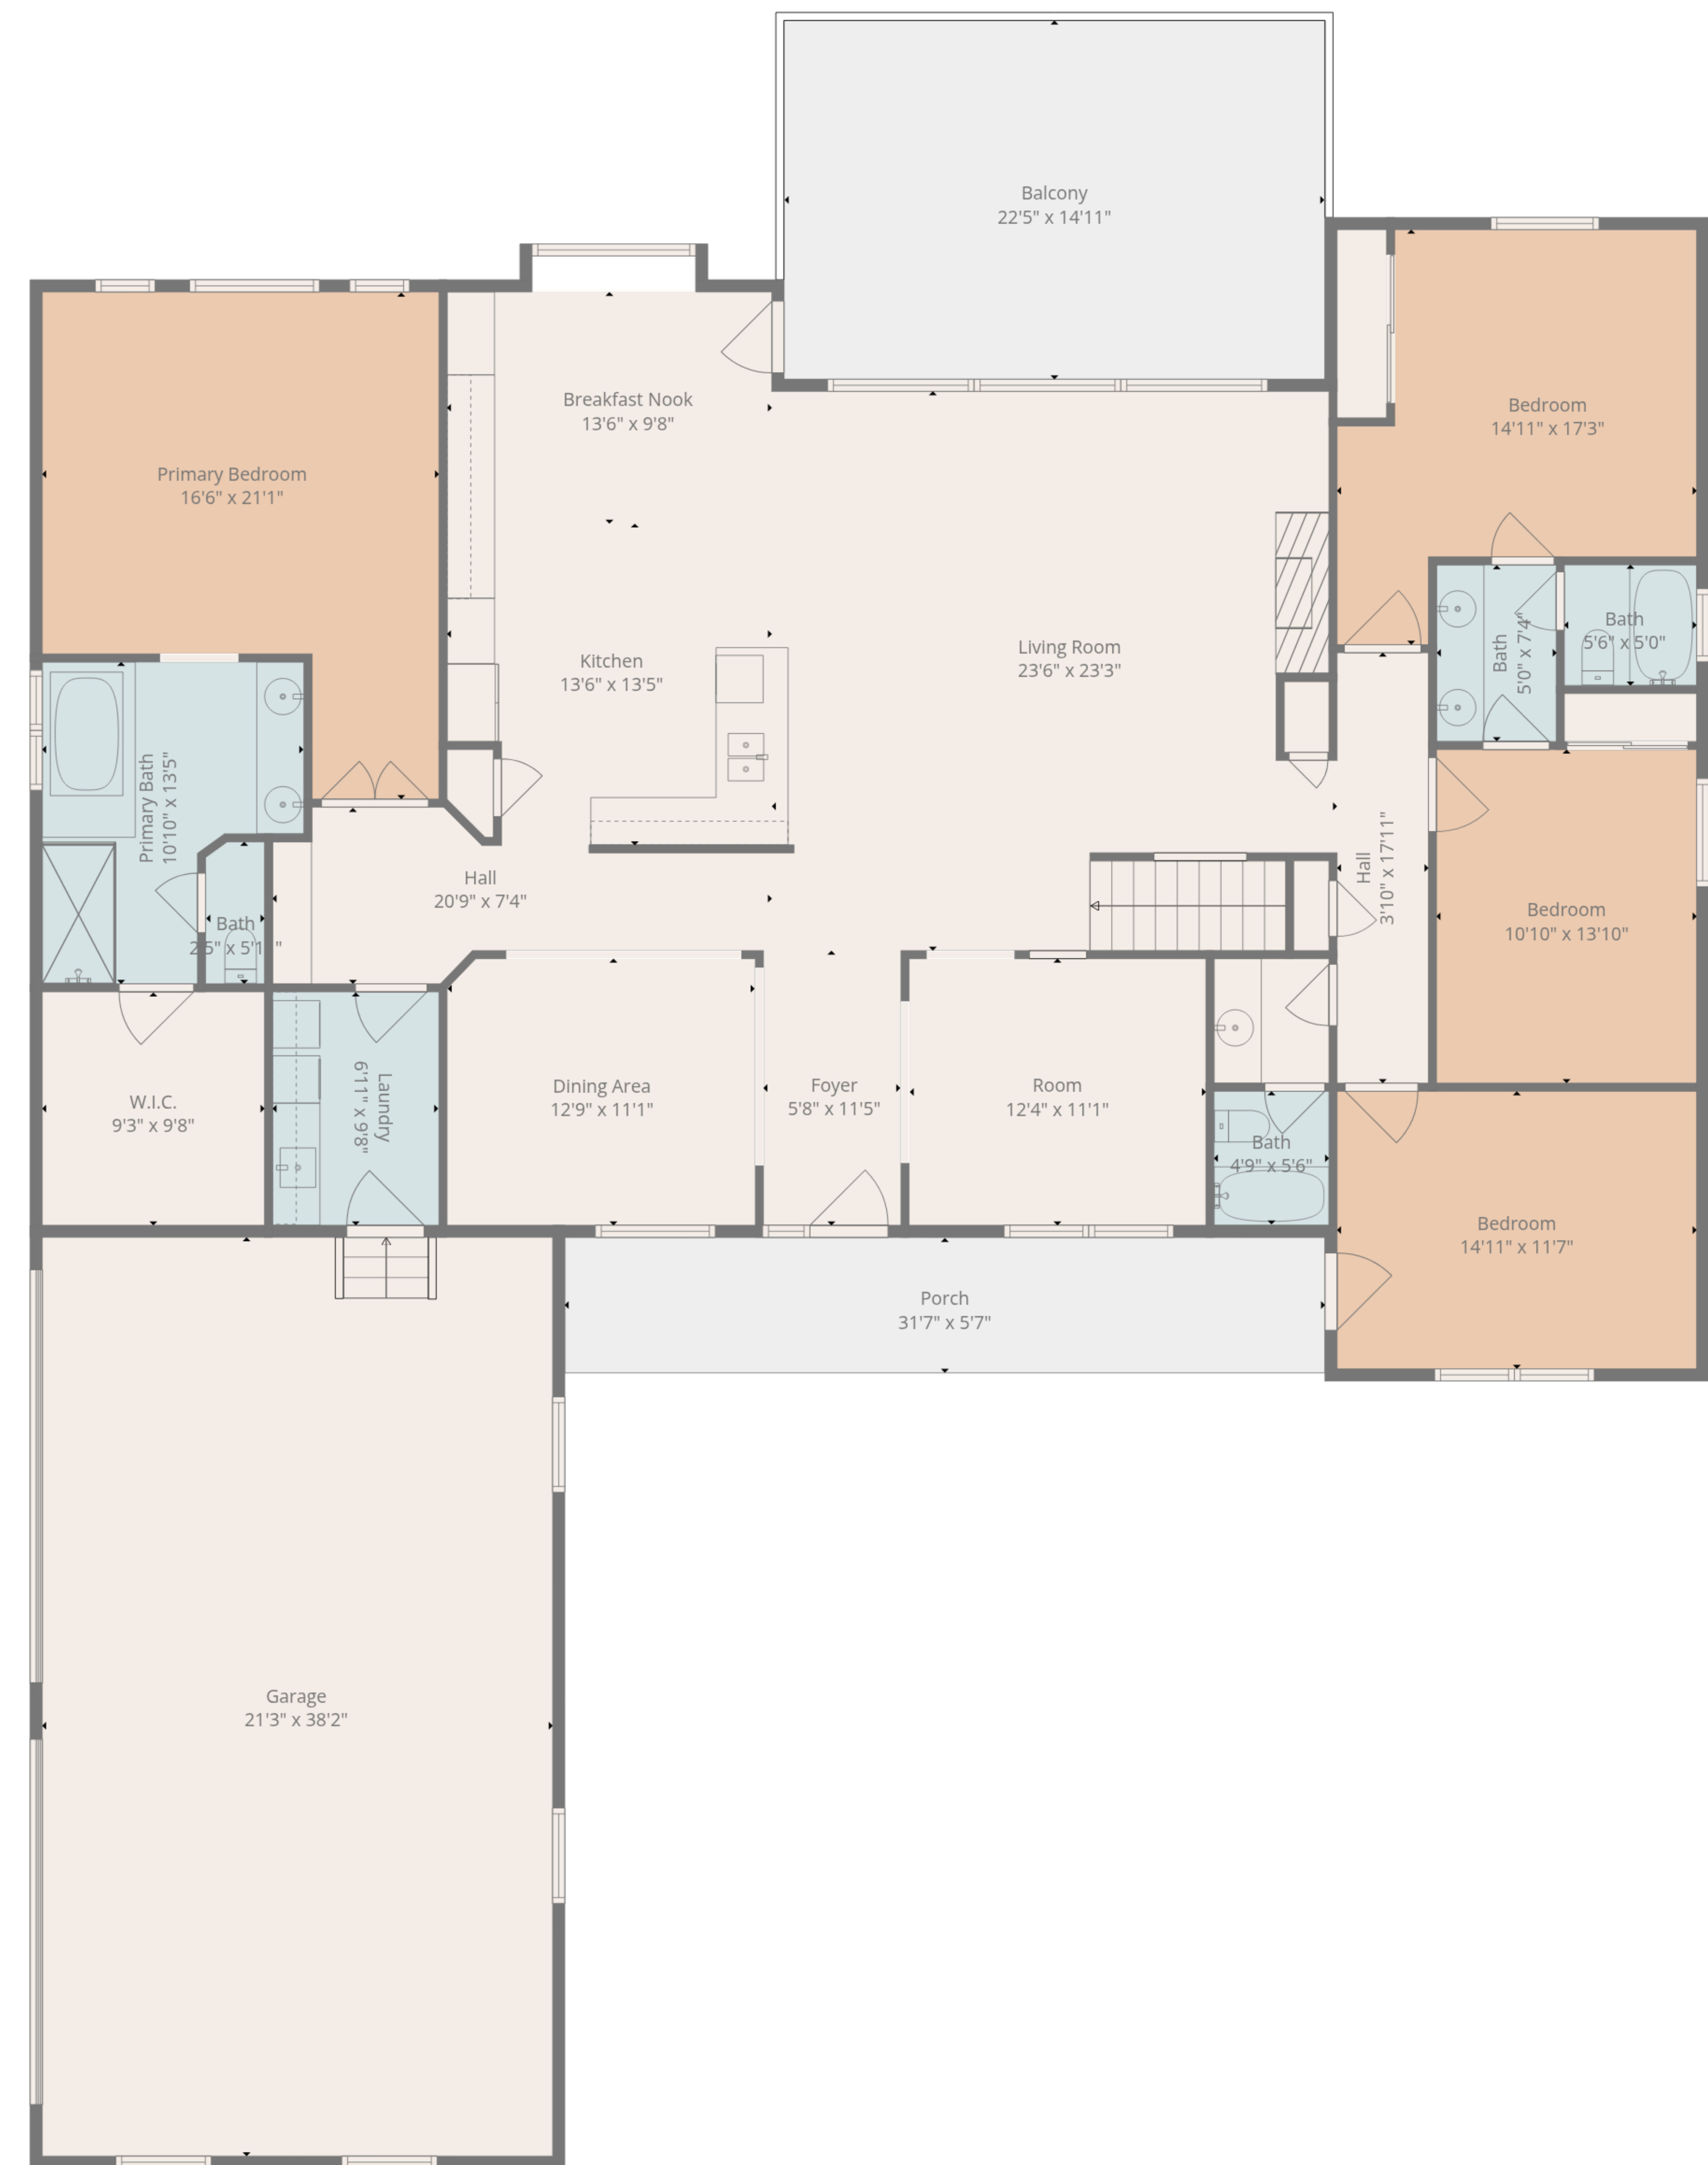 Balcony
22'5" x 14'11"
Breakfast Nook
13'6" x 9'8"
Bedroom
14'11" x 17'3"
Primary Bedroom
16'6" x 21'1"
Kitchen
13'6" x 13'5"
Living Room
23'6" x 23'3"
Bath
5'0" x 7'4"
Bath
5'6" x 5'0"
Primary Bath
10'10" x 13'5"
Hall
20'9" x 7'4"
Hall
3'10" x 17'11"
Bath
Bedroom
10'10" x 13'10"
W.I.C.
9'3" x 9'8"
Laundry
6'11" x 9'8"
Dining Area
12'9" x 11'1"
Foyer
5'8" x 11'5"
Room
12'4" x 11'1"
Bath
4'9" x 5'6"
Bedroom
14'11" x 11'7"
Porch
31'7" x 5'7"
Garage
21'3" x 38'2"